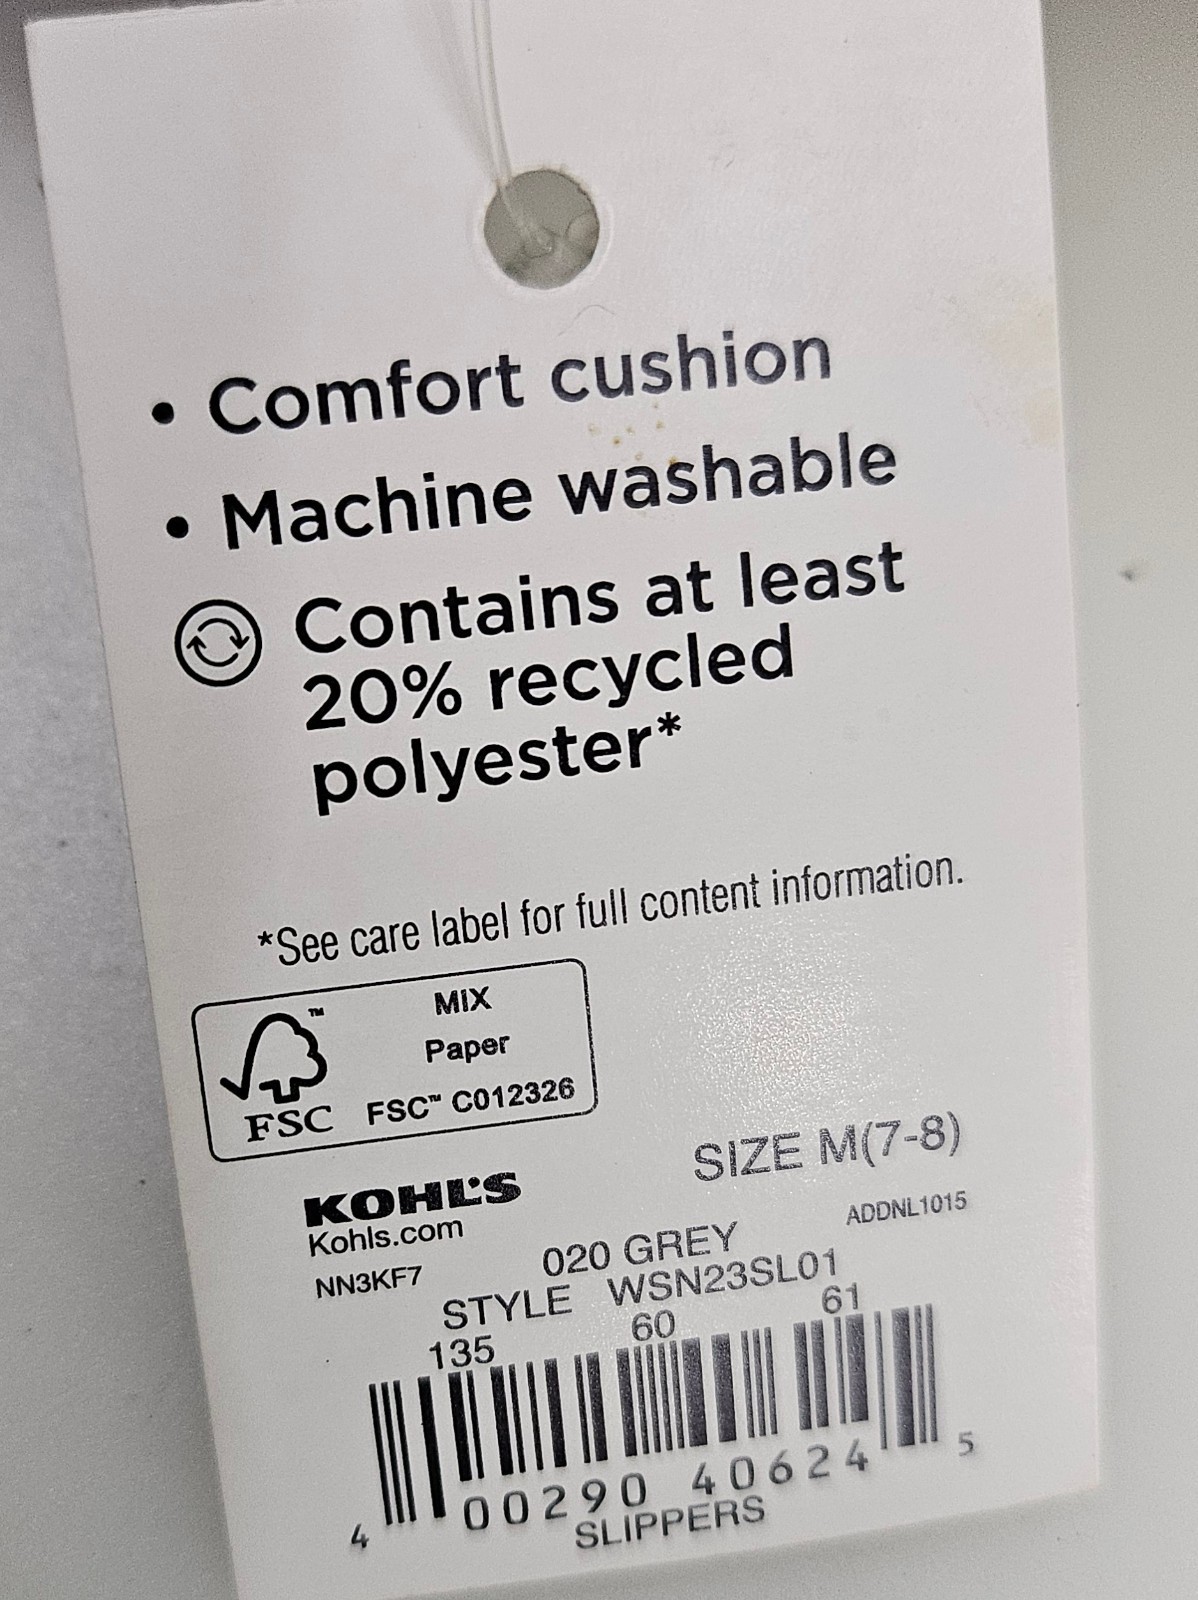 • Comfort cushion
• Machine washable
Contains at least
20% recycled
polyester*
*See care label for full content information.
FSC™
MIX
Paper
FSC™ C012326
SIZE M(7-8)
KOHL'S
Kohls.com
ADDNL1015
NN3KF7
020 GREY
STYLE WSN23SL01
135 60 61
4 00290 40624 5
SLIPPERS